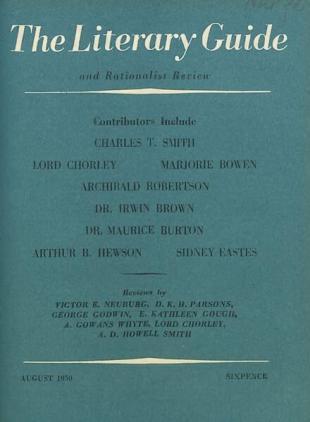 The Literary Guide
and Rationalist Review
Contributors Include
CHARLES T. SMITH
LORD CHORLEY MARJORIE BOWEN
ARCHIBALD ROBERTSON
DR. IRWIN BROWN
DR. MAURICE BURTON
ARTHUR B. HEWSON SIDNEY EASTES
Reviews by
VICTOR E. NEUBURG, D. K. H. PARSONS,
GEORGE GODWIN, E. KATHLEEN GOUGH,
A. GOWANS WHYTE, LORD CHORLEY,
A. D. HOWELL SMITH
AUGUST 1950 SIXPENCE